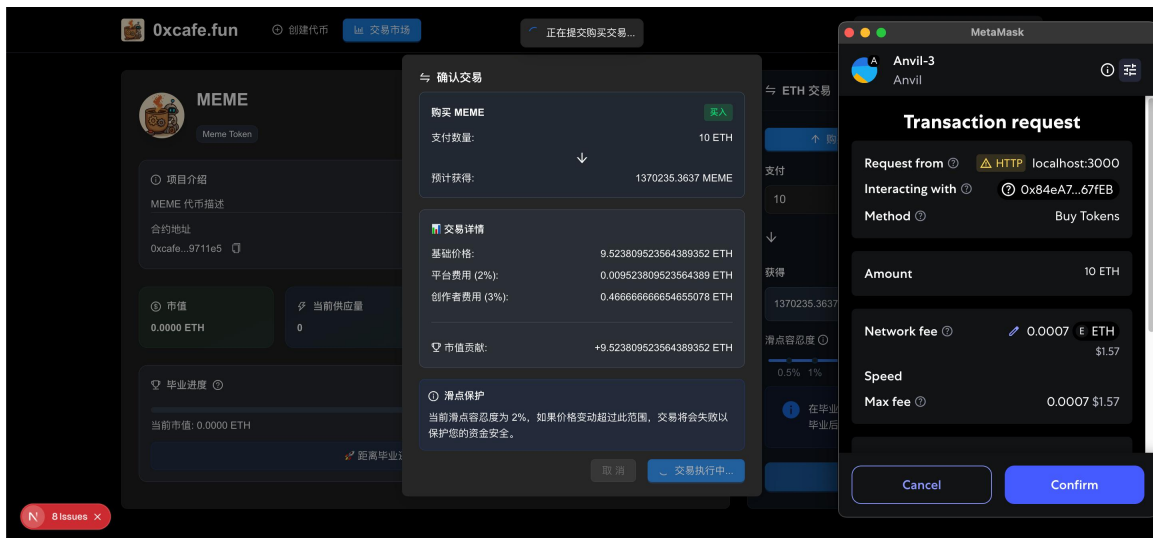 0xcafe.fun
创建代币
交易市场
正在提交购买交易...
MEME
Meme Token
项目介绍
MEME 代币描述
合约地址
0xcafe...9711e5
市值
0.0000 ETH
当前供应量
0
毕业进度
当前市值: 0.0000 ETH
距离毕业
确认交易
购买 MEME
买入
支付数量:
10 ETH
预计获得:
1370235.3637 MEME
交易详情
基础价格:
9.523809523564389352 ETH
平台费用 (2%):
0.009523809523564389 ETH
创作者费用 (3%):
0.466666666654655078 ETH
市值贡献:
+9.523809523564389352 ETH
滑点保护
当前滑点容忍度为 2%，如果价格变动超过此范围，交易将会失败以
保护您的资金安全。
取消
交易执行中...
ETH 交易
购
支付
10
获得
1370235.3637
滑点容忍度
0.5%
1%
在毕业
毕业后
MetaMask
A
Anvil-3
Anvil
Transaction request
Request from
HTTP
localhost:3000
Interacting with
0x84eA7...67fEB
Method
Buy Tokens
Amount
10 ETH
Network fee
0.0007
E
ETH
$1.57
Speed
Max fee
0.0007 $1.57
Cancel
Confirm
N
8 Issues